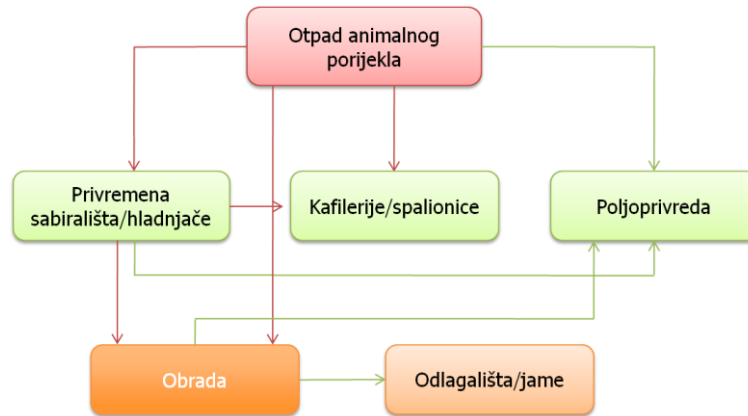 Otpad animalnog
porijekla
Privremena
sabirališta/hladnjače
Kafilerije/spalionice
Poljoprivreda
Obrada
Odlagališta/jame